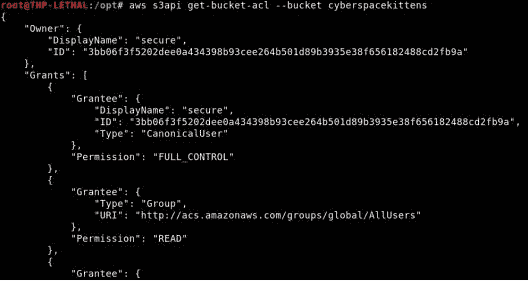 root@THP-LETHAL:/opt# aws s3api get-bucket-acl --bucket cyberspacekittens
{
    "Owner": {
        "DisplayName": "secure",
        "ID": "3bb06f3f5202dee0a434398b93cee264b501d89b3935e38f656182488cd2fb9a"
    },
    "Grants": [
        {
            "Grantee": {
                "DisplayName": "secure",
                "ID": "3bb06f3f5202dee0a434398b93cee264b501d89b3935e38f656182488cd2fb9a",
                "Type": "CanonicalUser"
            },
            "Permission": "FULL_CONTROL"
        },
        {
            "Grantee": {
                "Type": "Group",
                "URI": "http://acs.amazonaws.com/groups/global/AllUsers"
            },
            "Permission": "READ"
        },
        {
            "Grantee": {